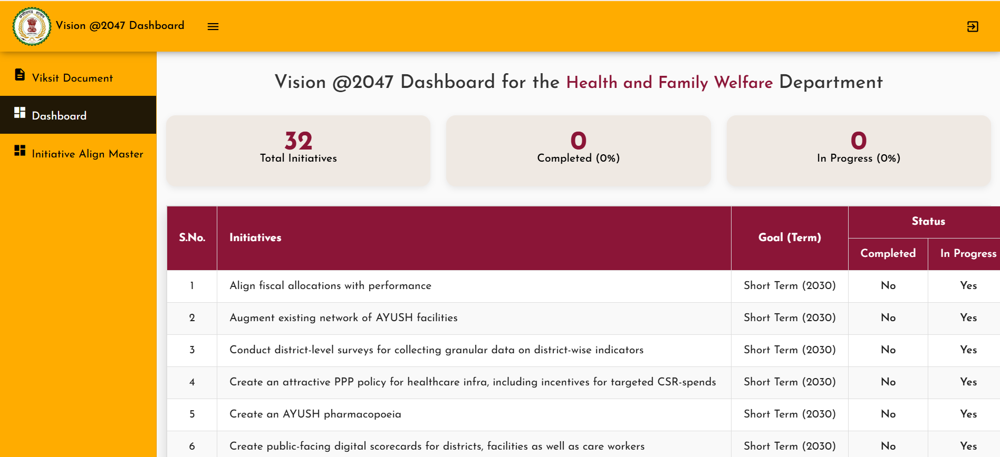 छत्तीसगढ़ शासन
Vision @2047 Dashboard
Viksit Document
Dashboard
Initiative Align Master
Vision @2047 Dashboard for the Health and Family Welfare Department
32
Total Initiatives
0
Completed (0%)
0
In Progress (0%)
S.No. Initiatives Goal (Term) Status
Completed In Progress
1 Align fiscal allocations with performance Short Term (2030) No Yes
2 Augment existing network of AYUSH facilities Short Term (2030) No Yes
3 Conduct district-level surveys for collecting granular data on district-wise indicators Short Term (2030) No Yes
4 Create an attractive PPP policy for healthcare infra, including incentives for targeted CSR-spends Short Term (2030) No Yes
5 Create an AYUSH pharmacopoeia Short Term (2030) No Yes
6 Create public-facing digital scorecards for districts, facilities as well as care workers Short Term (2030) No Yes